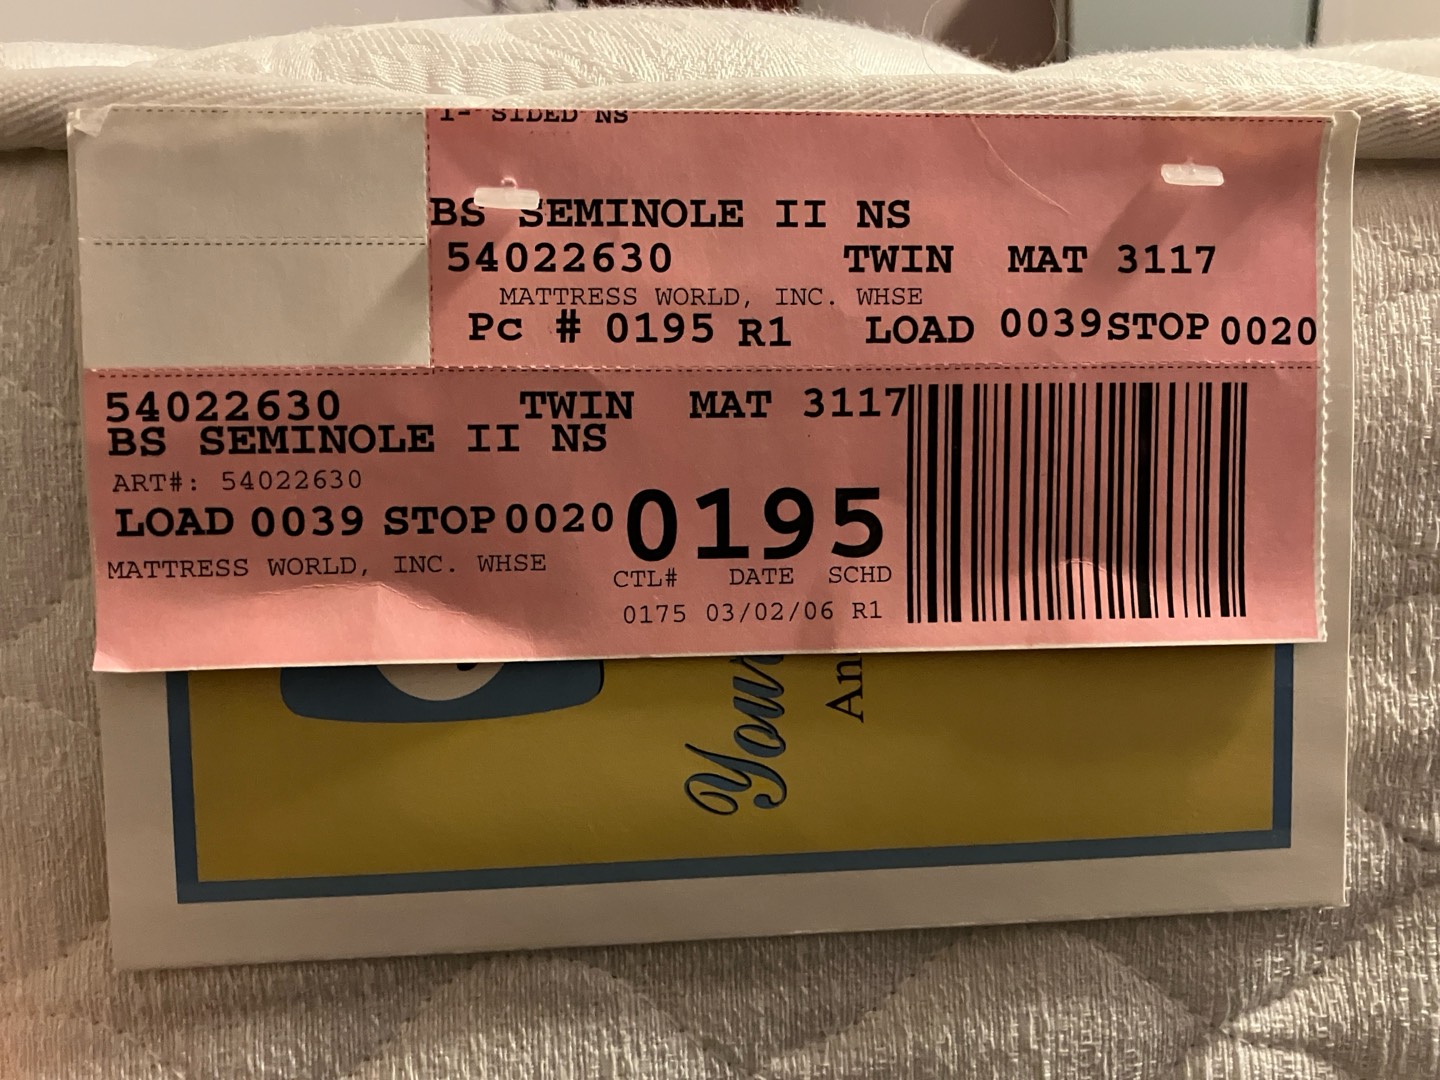 1- SIDED NS
BS SEMINOLE II NS
54022630 TWIN MAT 3117
MATTRESS WORLD, INC. WHSE
Pc # 0195 R1 LOAD 0039 STOP 0020
54022630 TWIN MAT 3117
BS SEMINOLE II NS
ART#: 54022630
LOAD 0039 STOP 0020 0195
MATTRESS WORLD, INC. WHSE
CTL# DATE SCHD
0175 03/02/06 R1
Your
An